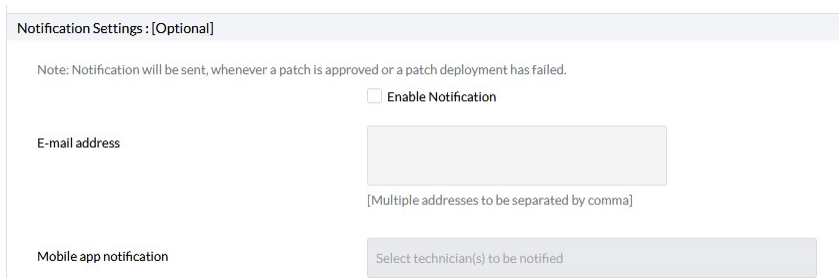 Notification Settings : [Optional]
Note: Notification will be sent, whenever a patch is approved or a patch deployment has failed.
Enable Notification
E-mail address
[Multiple addresses to be separated by comma]
Mobile app notification
Select technician(s) to be notified